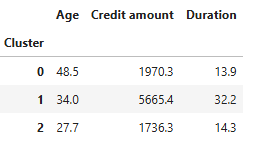 Age Credit amount Duration
Cluster
0 48.5 1970.3 13.9
1 34.0 5665.4 32.2
2 27.7 1736.3 14.3